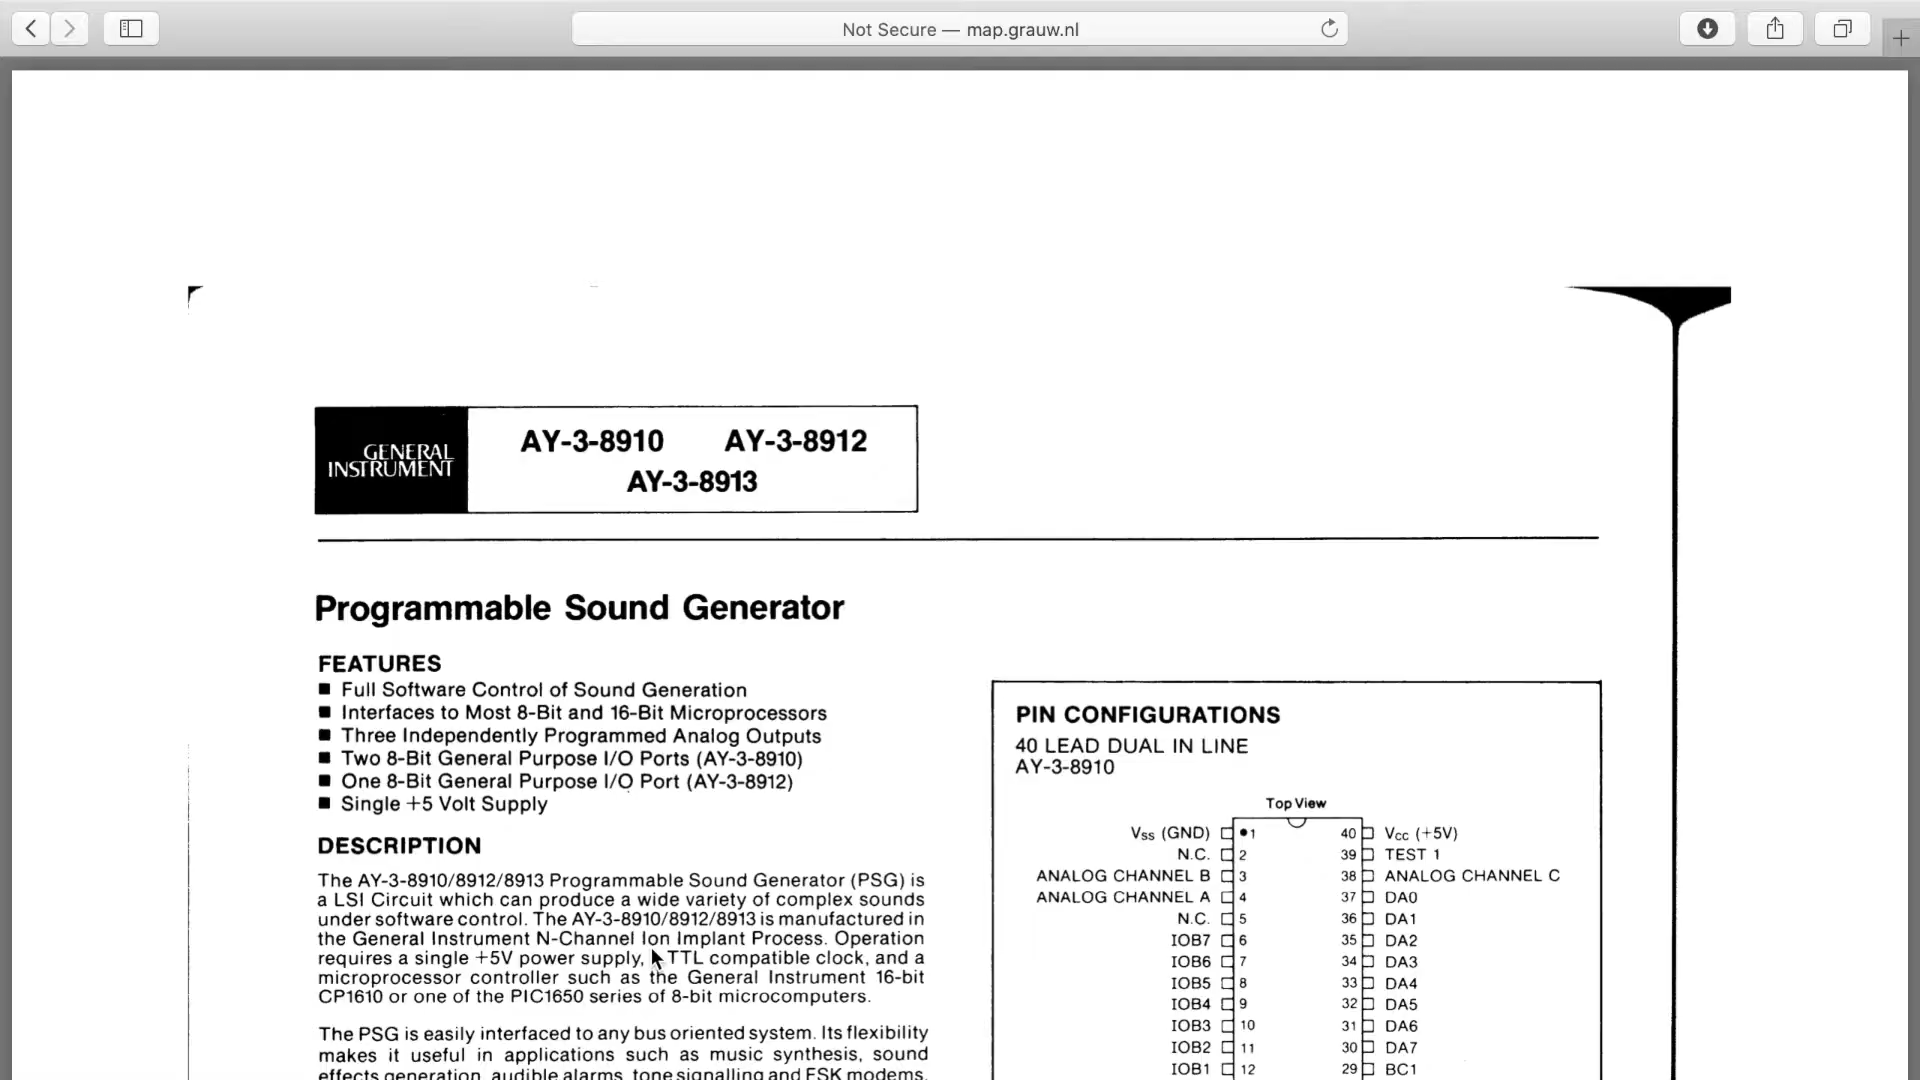 Not Secure — map.grauw.nl
GENERAL
INSTRUMENT
AY-3-8910 AY-3-8912
AY-3-8913
Programmable Sound Generator
FEATURES
■ Full Software Control of Sound Generation
■ Interfaces to Most 8-Bit and 16-Bit Microprocessors
■ Three Independently Programmed Analog Outputs
■ Two 8-Bit General Purpose I/O Ports (AY-3-8910)
■ One 8-Bit General Purpose I/O Port (AY-3-8912)
■ Single +5 Volt Supply
DESCRIPTION
The AY-3-8910/8912/8913 Programmable Sound Generator (PSG) is
a LSI Circuit which can produce a wide variety of complex sounds
under software control. The AY-3-8910/8912/8913 is manufactured in
the General Instrument N-Channel Ion Implant Process. Operation
requires a single +5V power supply, TTL compatible clock, and a
microprocessor controller such as the General Instrument 16-bit
CP1610 or one of the PIC1650 series of 8-bit microcomputers.
The PSG is easily interfaced to any bus oriented system. Its flexibility
makes it useful in applications such as music synthesis, sound
effects generation, audible alarms, tone signalling and FSK modems.
PIN CONFIGURATIONS
40 LEAD DUAL IN LINE
AY-3-8910
Top View
Vss (GND) 1 40 Vcc (+5V)
N.C. 2 39 TEST 1
ANALOG CHANNEL B 3 38 ANALOG CHANNEL C
ANALOG CHANNEL A 4 37 DA0
N.C. 5 36 DA1
IOB7 6 35 DA2
IOB6 7 34 DA3
IOB5 8 33 DA4
IOB4 9 32 DA5
IOB3 10 31 DA6
IOB2 11 30 DA7
IOB1 12 29 BC1